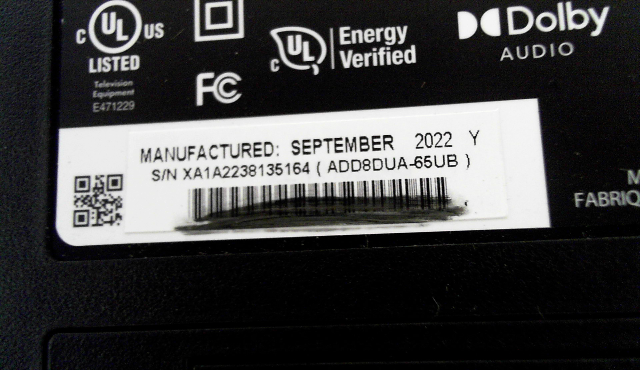 c UL US
LISTED
Television
Equipment
E471229
FC
c UL
Energy
Verified
Dolby
AUDIO
MANUFACTURED: SEPTEMBER 2022 Y
S/N XA1A2238135164 ( ADD8DUA-65UB )
M
FABRIQ